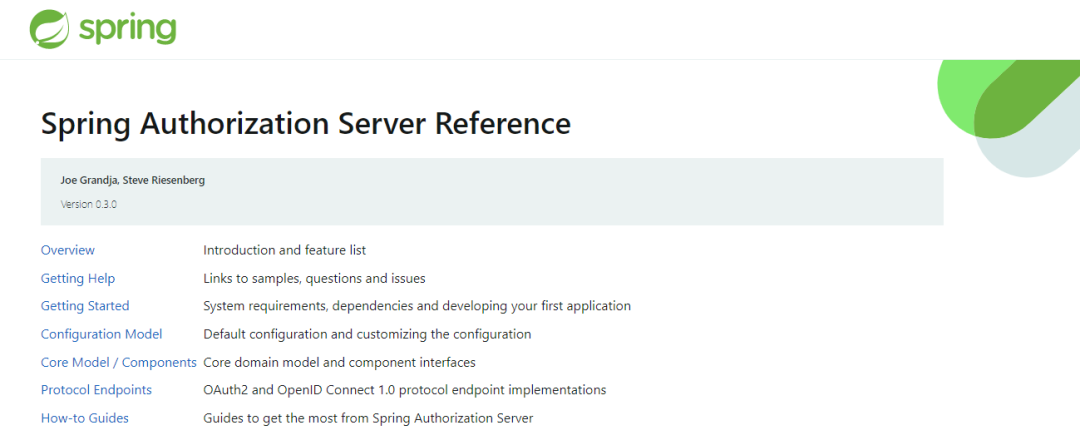 spring
Spring Authorization Server Reference
Joe Grandja, Steve Riesenberg
Version 0.3.0
Overview Introduction and feature list
Getting Help Links to samples, questions and issues
Getting Started System requirements, dependencies and developing your first application
Configuration Model Default configuration and customizing the configuration
Core Model / Components Core domain model and component interfaces
Protocol Endpoints OAuth2 and OpenID Connect 1.0 protocol endpoint implementations
How-to Guides Guides to get the most from Spring Authorization Server